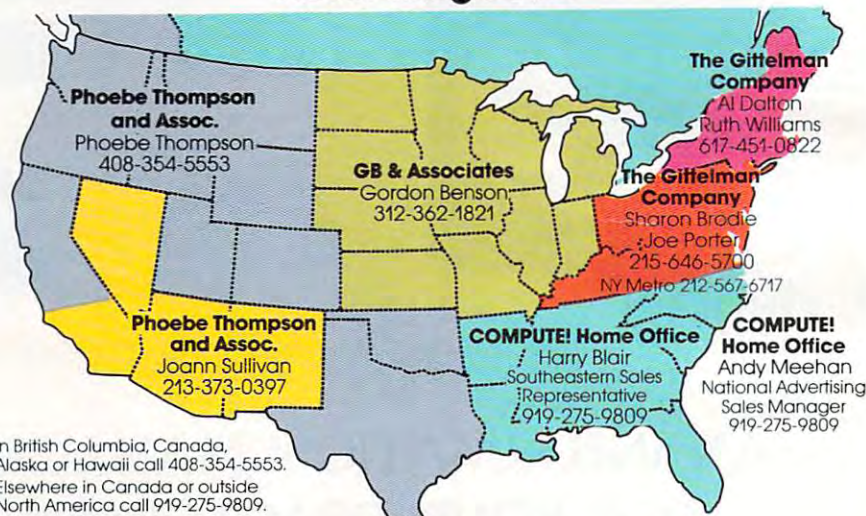 Phoebe Thompson
and Assoc.
Phoebe Thompson
408-354-5553
GB & Associates
Gordon Benson
312-362-1821
The Gittelman
Company
Al Dalton
Ruth Williams
617-451-0822
The Gittelman
Company
Sharon Brodie
Joe Porter
215-646-5700
NY Metro 212-567-6717
Phoebe Thompson
and Assoc.
Joann Sullivan
213-373-0397
COMPUTE! Home Office
Harry Blair
Southeastern Sales
Representative
919-275-9809
COMPUTE!
Home Office
Andy Meehan
National Advertising
Sales Manager
919-275-9809
In British Columbia, Canada,
Alaska or Hawaii call 408-354-5553.
Elsewhere in Canada or outside
North America call 919-275-9809.